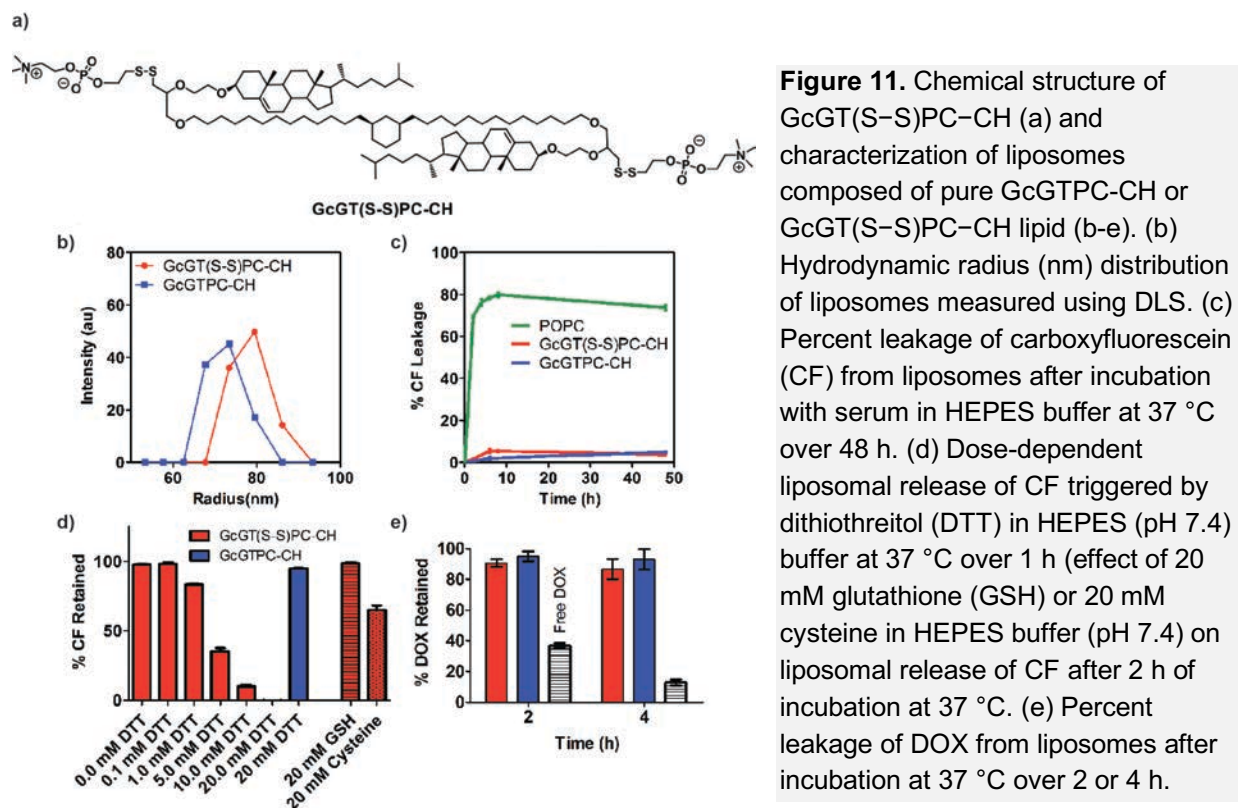 a)
GcGT(S-S)PC-CH
b)
Intensity (au)
80
60
40
20
0
GcGT(S-S)PC-CH
GcGTPC-CH
60
80
100
Radius(nm)
c)
% CF Leakage
100
80
60
40
20
0
POPC
GcGT(S-S)PC-CH
GcGTPC-CH
0
10
20
30
40
50
Time (h)
d)
% CF Retained
100
50
0
GcGT(S-S)PC-CH
GcGTPC-CH
0.0 mM DTT
0.1 mM DTT
1.0 mM DTT
5.0 mM DTT
10.0 mM DTT
20.0 mM DTT
20 mM DTT
20 mM GSH
20 mM Cysteine
e)
% DOX Retained
100
80
60
40
20
0
Free DOX
2
4
Time (h)
Figure 11. Chemical structure of
GcGT(S−S)PC−CH (a) and
characterization of liposomes
composed of pure GcGTPC-CH or
GcGT(S−S)PC−CH lipid (b-e). (b)
Hydrodynamic radius (nm) distribution
of liposomes measured using DLS. (c)
Percent leakage of carboxyfluorescein
(CF) from liposomes after incubation
with serum in HEPES buffer at 37 °C
over 48 h. (d) Dose-dependent
liposomal release of CF triggered by
dithiothreitol (DTT) in HEPES (pH 7.4)
buffer at 37 °C over 1 h (effect of 20
mM glutathione (GSH) or 20 mM
cysteine in HEPES buffer (pH 7.4) on
liposomal release of CF after 2 h of
incubation at 37 °C. (e) Percent
leakage of DOX from liposomes after
incubation at 37 °C over 2 or 4 h.